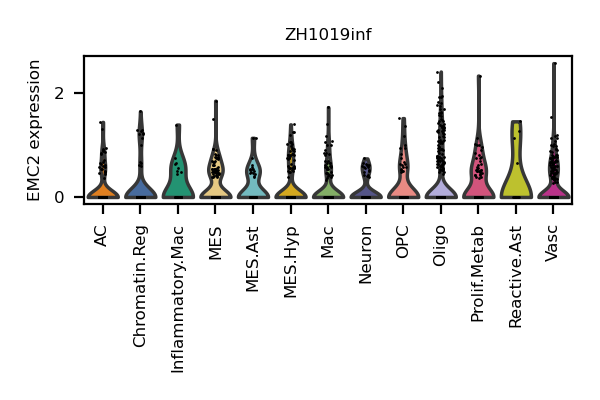 ZH1019inf
EMC2 expression
2
0
AC
Chromatin.Reg
Inflammatory.Mac
MES
MES.Ast
MES.Hyp
Mac
Neuron
OPC
Oligo
Prolif.Metab
Reactive.Ast
Vasc